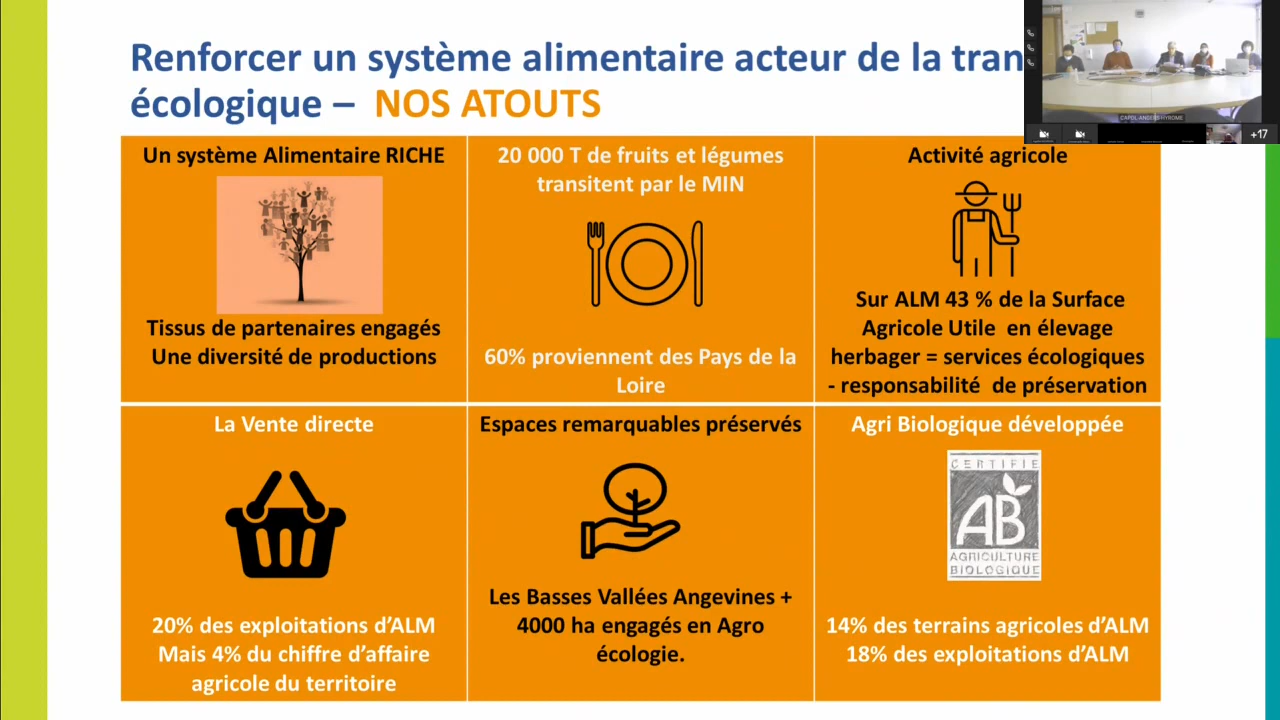 Renforcer un système alimentaire acteur de la tran
écologique – NOS ATOUTS
Un système Alimentaire RICHE
Tissus de partenaires engagés
Une diversité de productions
20 000 T de fruits et légumes
transitent par le MIN
60% proviennent des Pays de la
Loire
Activité agricole
Sur ALM 43 % de la Surface
Agricole Utile en élevage
herbager = services écologiques
- responsabilité de préservation
La Vente directe
20% des exploitations d’ALM
Mais 4% du chiffre d’affaire
agricole du territoire
Espaces remarquables préservés
Les Basses Vallées Angevines +
4000 ha engagés en Agro
écologie.
Agri Biologique développée
CERTIFIÉ
AB
AGRICULTURE
BIOLOGIQUE
14% des terrains agricoles d’ALM
18% des exploitations d’ALM
+17